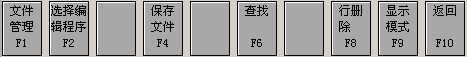 文件 选择编 保存 查找 行删 显示 返回
管理 辑程序 文件 除 模式
F1 F2 F4 F6 F8 F9 F10